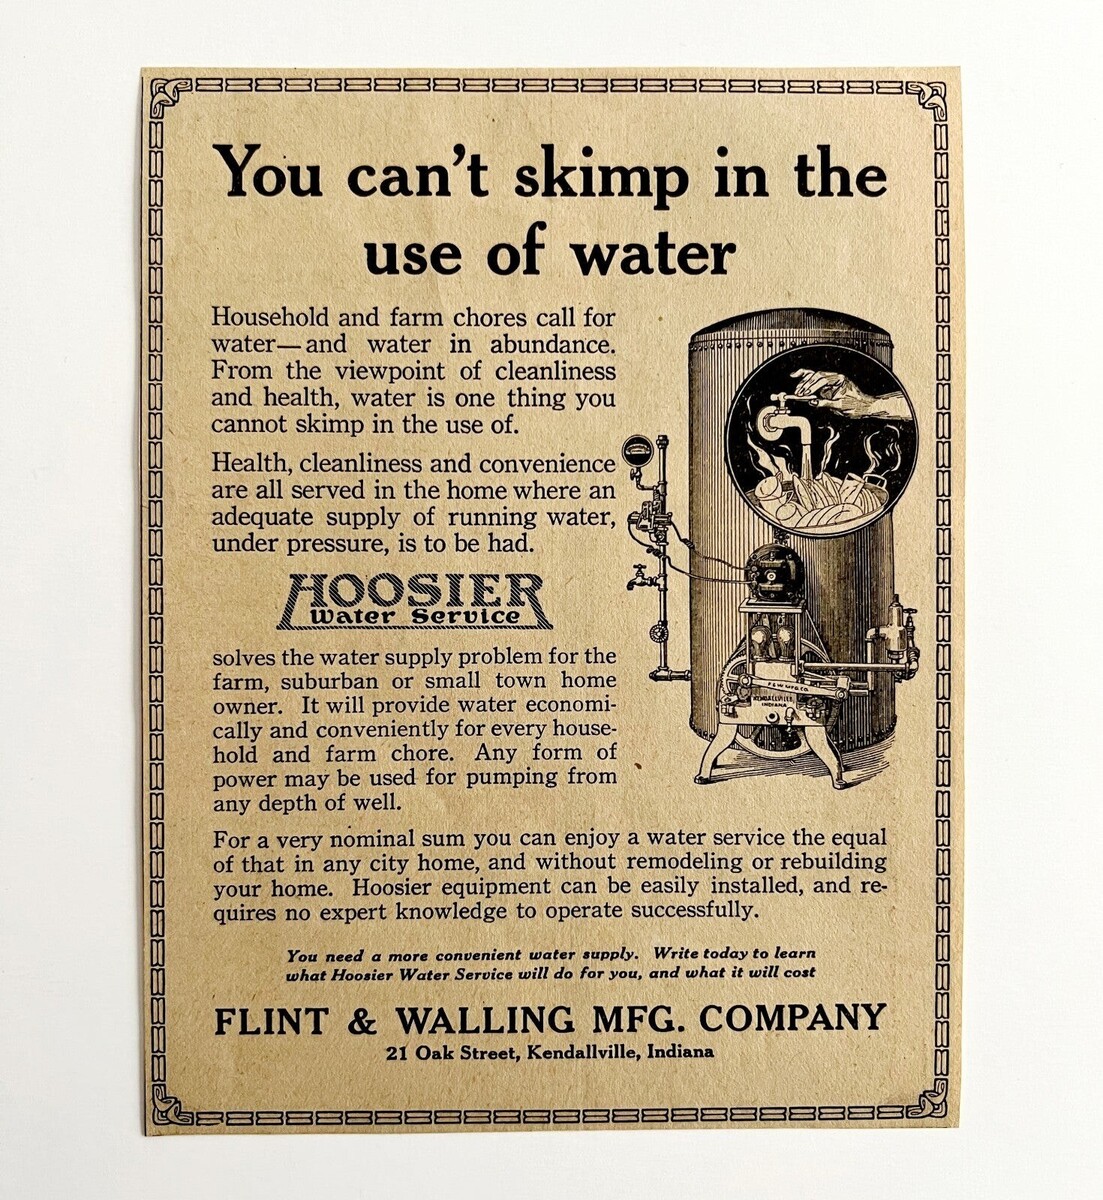 You can't skimp in the
use of water
Household and farm chores call for
water—and water in abundance.
From the viewpoint of cleanliness
and health, water is one thing you
cannot skimp in the use of.
Health, cleanliness and convenience
are all served in the home where an
adequate supply of running water,
under pressure, is to be had.
HOOSIER
Water Service
solves the water supply problem for the
farm, suburban or small town home
owner. It will provide water economi-
cally and conveniently for every house-
hold and farm chore. Any form of
power may be used for pumping from
any depth of well.
F&W MFG CO.
KENDALLVILLE
INDIANA
For a very nominal sum you can enjoy a water service the equal
of that in any city home, and without remodeling or rebuilding
your home. Hoosier equipment can be easily installed, and re-
quires no expert knowledge to operate successfully.
You need a more convenient water supply. Write today to learn
what Hoosier Water Service will do for you, and what it will cost
FLINT & WALLING MFG. COMPANY
21 Oak Street, Kendallville, Indiana